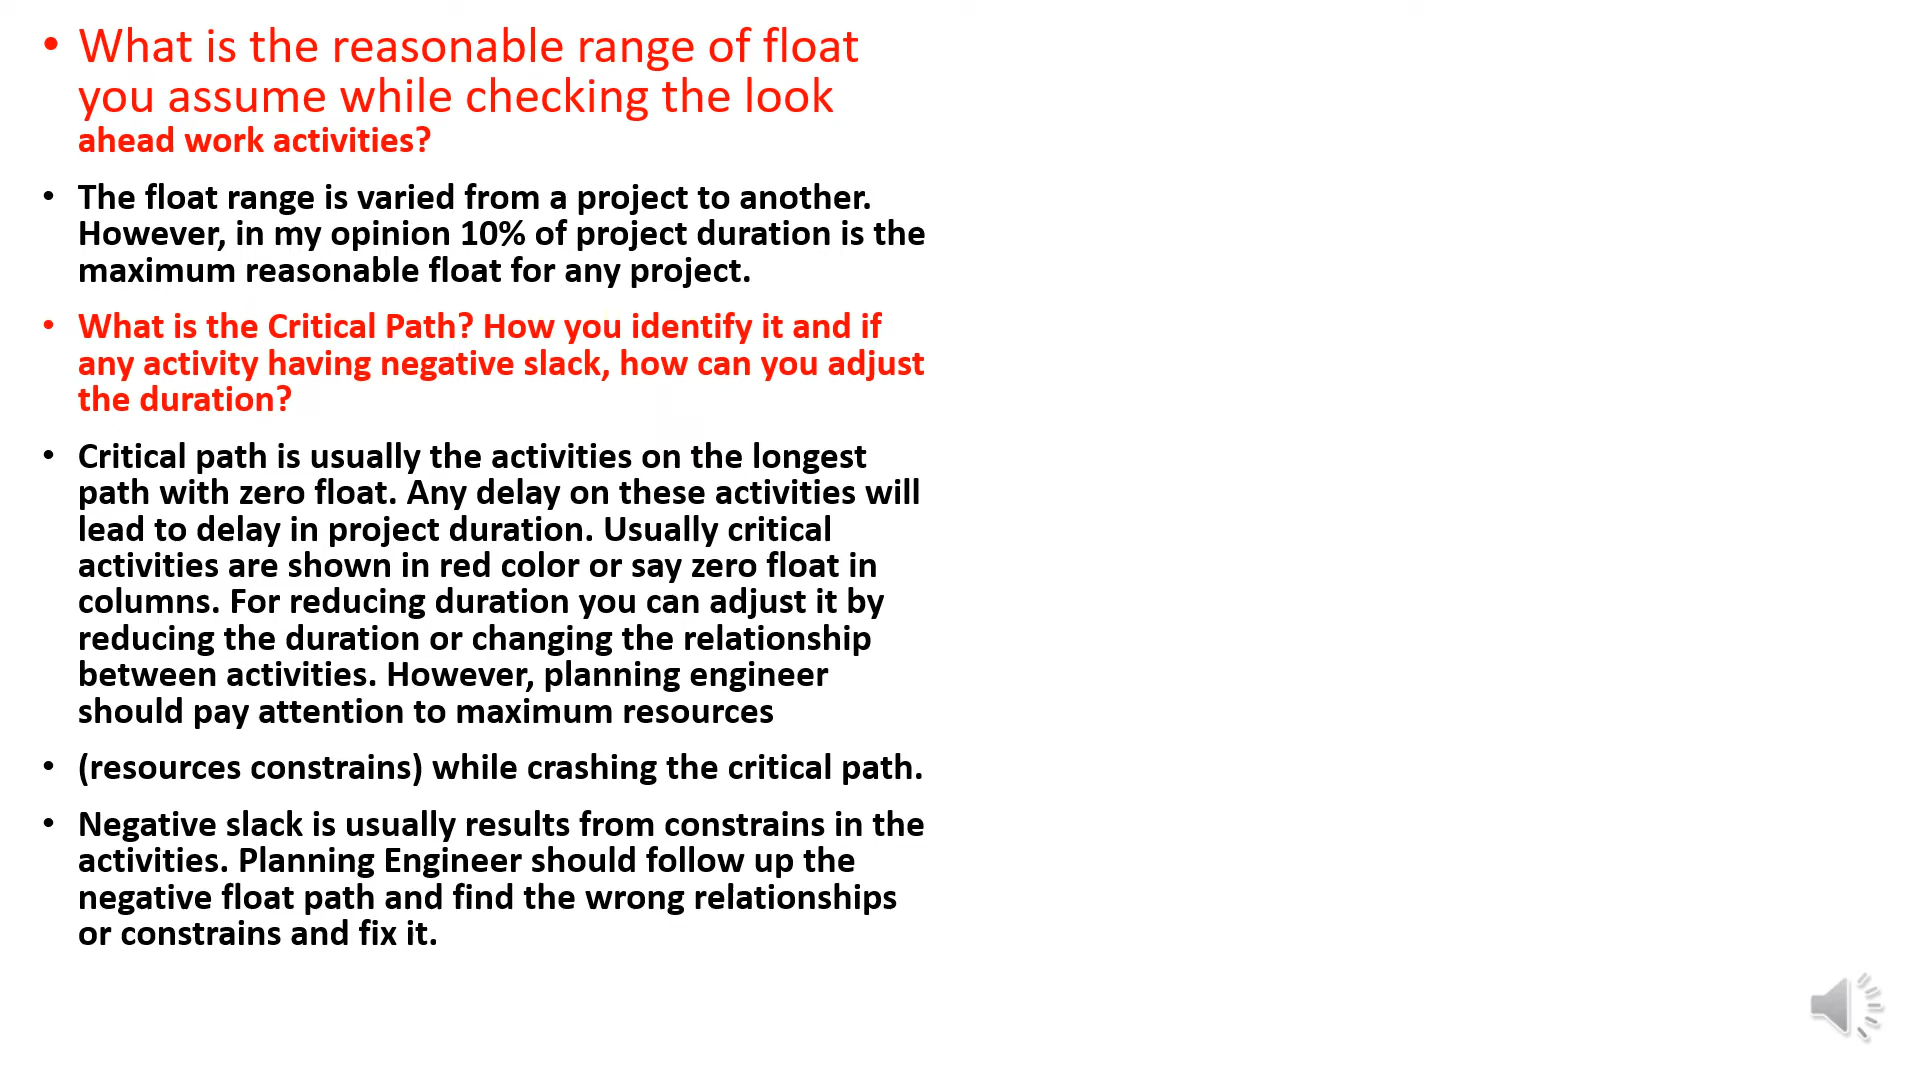 • What is the reasonable range of float
you assume while checking the look
ahead work activities?
• The float range is varied from a project to another.
However, in my opinion 10% of project duration is the
maximum reasonable float for any project.
• What is the Critical Path? How you identify it and if
any activity having negative slack, how can you adjust
the duration?
• Critical path is usually the activities on the longest
path with zero float. Any delay on these activities will
lead to delay in project duration. Usually critical
activities are shown in red color or say zero float in
columns. For reducing duration you can adjust it by
reducing the duration or changing the relationship
between activities. However, planning engineer
should pay attention to maximum resources
• (resources constrains) while crashing the critical path.
• Negative slack is usually results from constrains in the
activities. Planning Engineer should follow up the
negative float path and find the wrong relationships
or constrains and fix it.